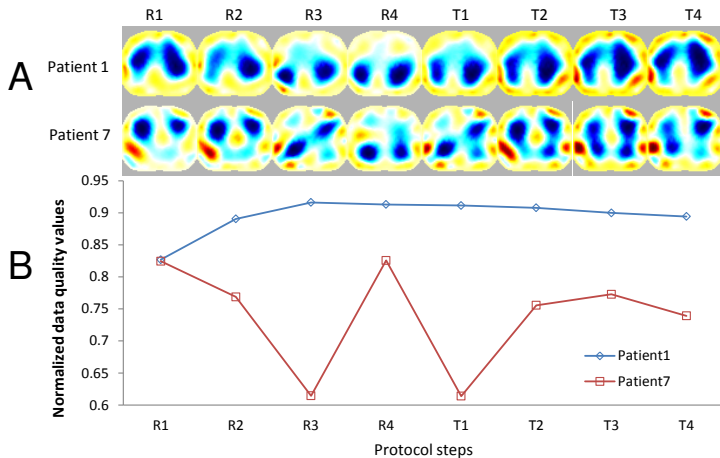 R1 R2 R3 R4 T1 T2 T3 T4
A
Patient 1
Patient 7
B
Normalized data quality values
0.95
0.9
0.85
0.8
0.75
0.7
0.65
0.6
Patient1
Patient7
R1 R2 R3 R4 T1 T2 T3 T4
Protocol steps